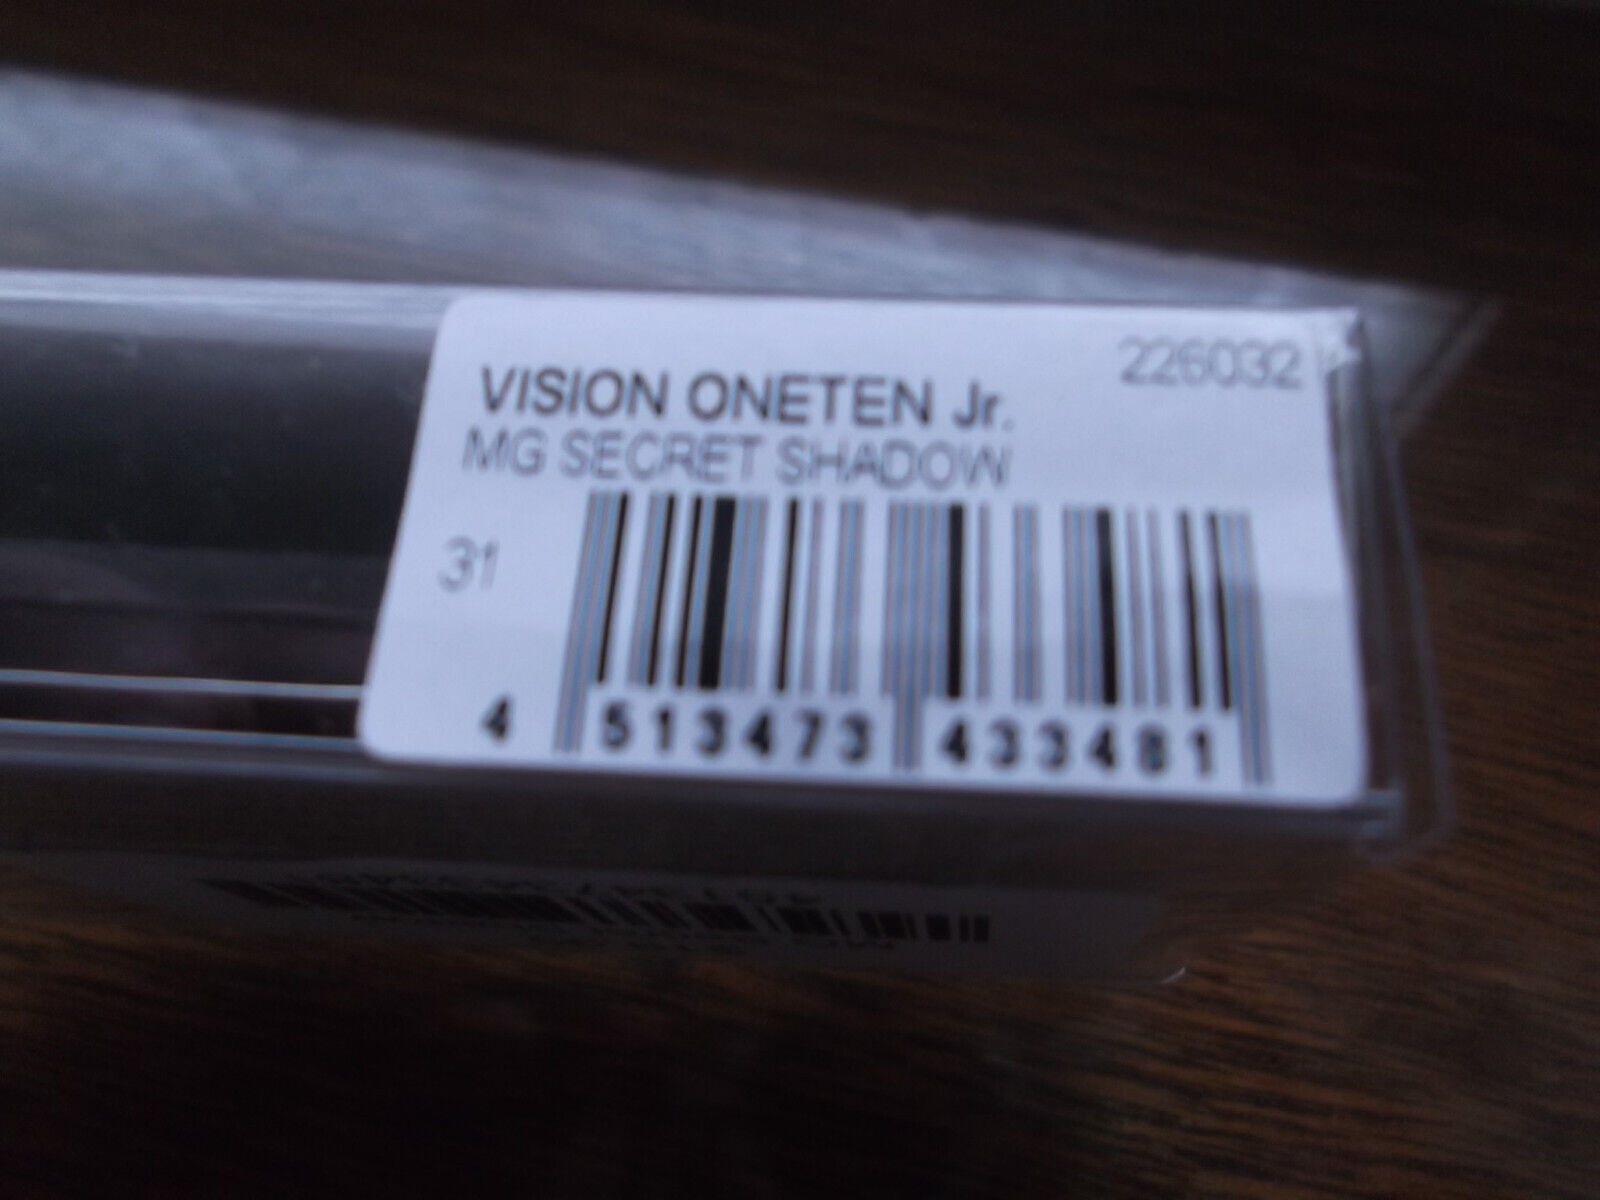 226032
VISION ONETEN Jr.
MG SECRET SHADOW
31
4 513473 433481